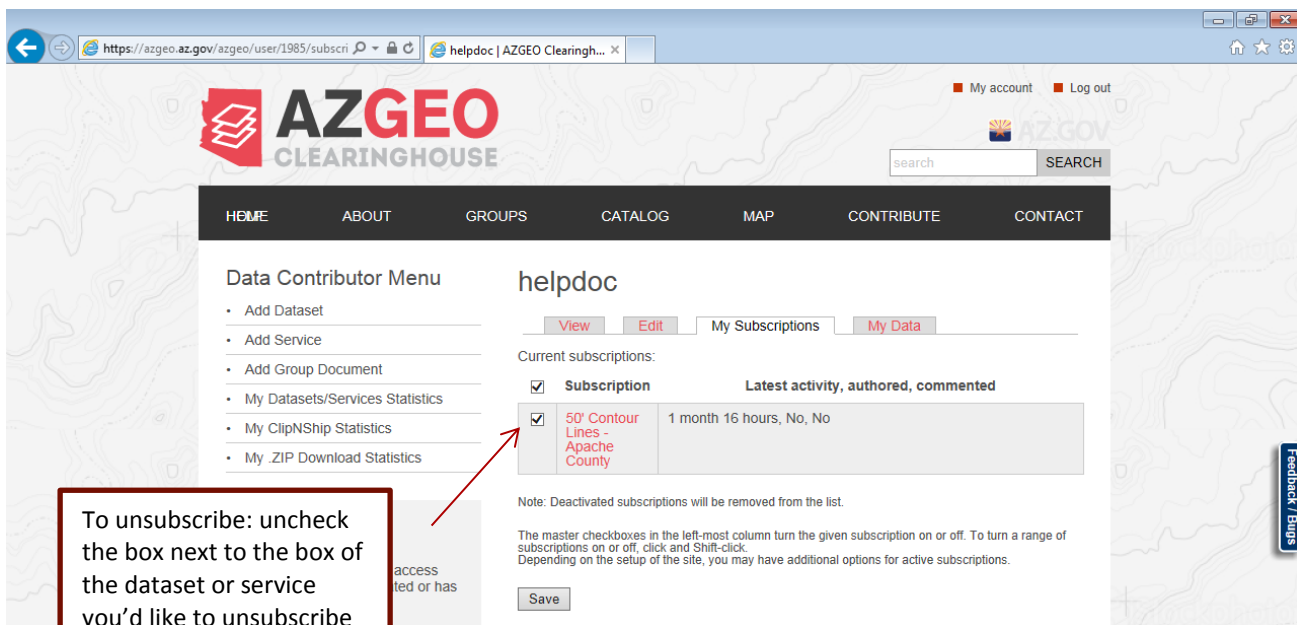 https://azgeo.az.gov/azgeo/user/1985/subscri
helpdoc | AZGEO Clearingh...
My account
Log out
AZGEO
CLEARINGHOUSE
AZ.GOV
search
SEARCH
HOME
HELP
ABOUT
GROUPS
CATALOG
MAP
CONTRIBUTE
CONTACT
Data Contributor Menu
• Add Dataset
• Add Service
• Add Group Document
• My Datasets/Services Statistics
• My ClipNShip Statistics
• My .ZIP Download Statistics
helpdoc
View
Edit
My Subscriptions
My Data
Current subscriptions:
Subscription
Latest activity, authored, commented
50' Contour
Lines -
Apache
County
1 month 16 hours, No, No
Note: Deactivated subscriptions will be removed from the list.
The master checkboxes in the left-most column turn the given subscription on or off. To turn a range of
subscriptions on or off, click and Shift-click.
Depending on the setup of the site, you may have additional options for active subscriptions.
Save
To unsubscribe: uncheck
the box next to the box of
the dataset or service
you'd like to unsubscribe
access
or has
Feedback / Bugs